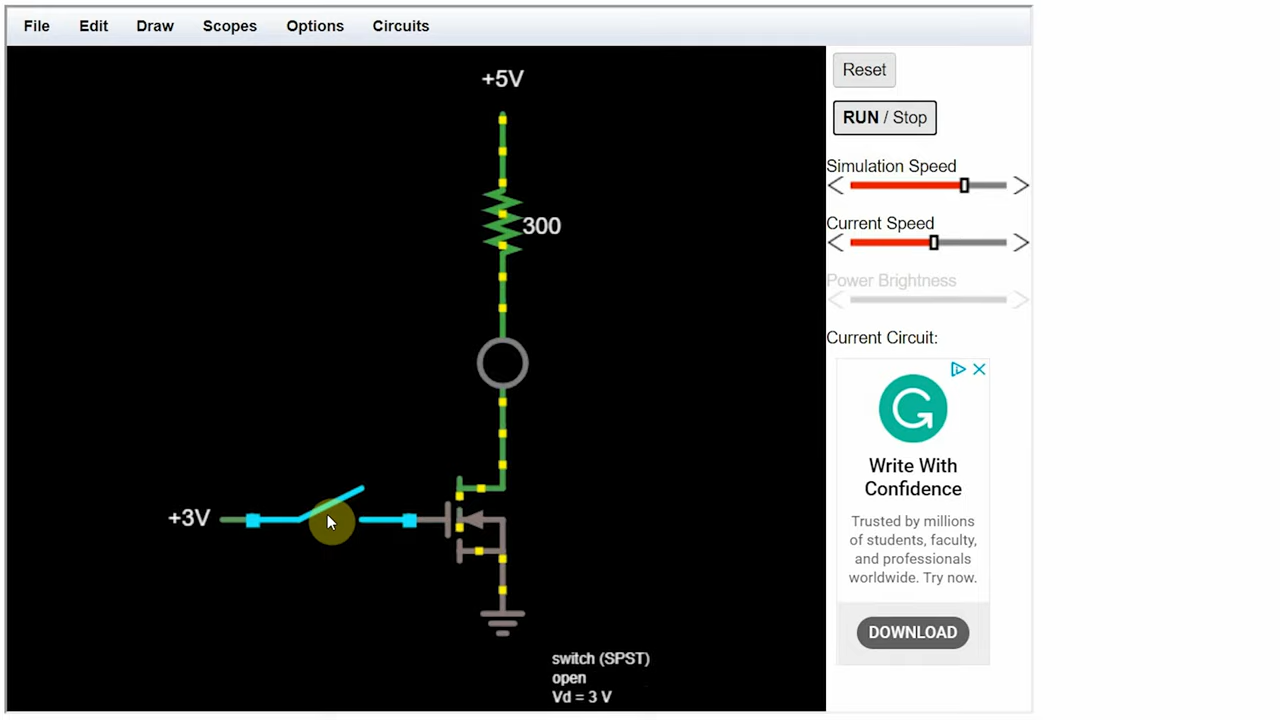 File Edit Draw Scopes Options Circuits
+5V
300
+3V
switch (SPST)
open
Vd = 3 V
Reset
RUN / Stop
Simulation Speed
Current Speed
Power Brightness
Current Circuit:
Write With
Confidence
Trusted by millions
of students, faculty,
and professionals
worldwide. Try now.
DOWNLOAD